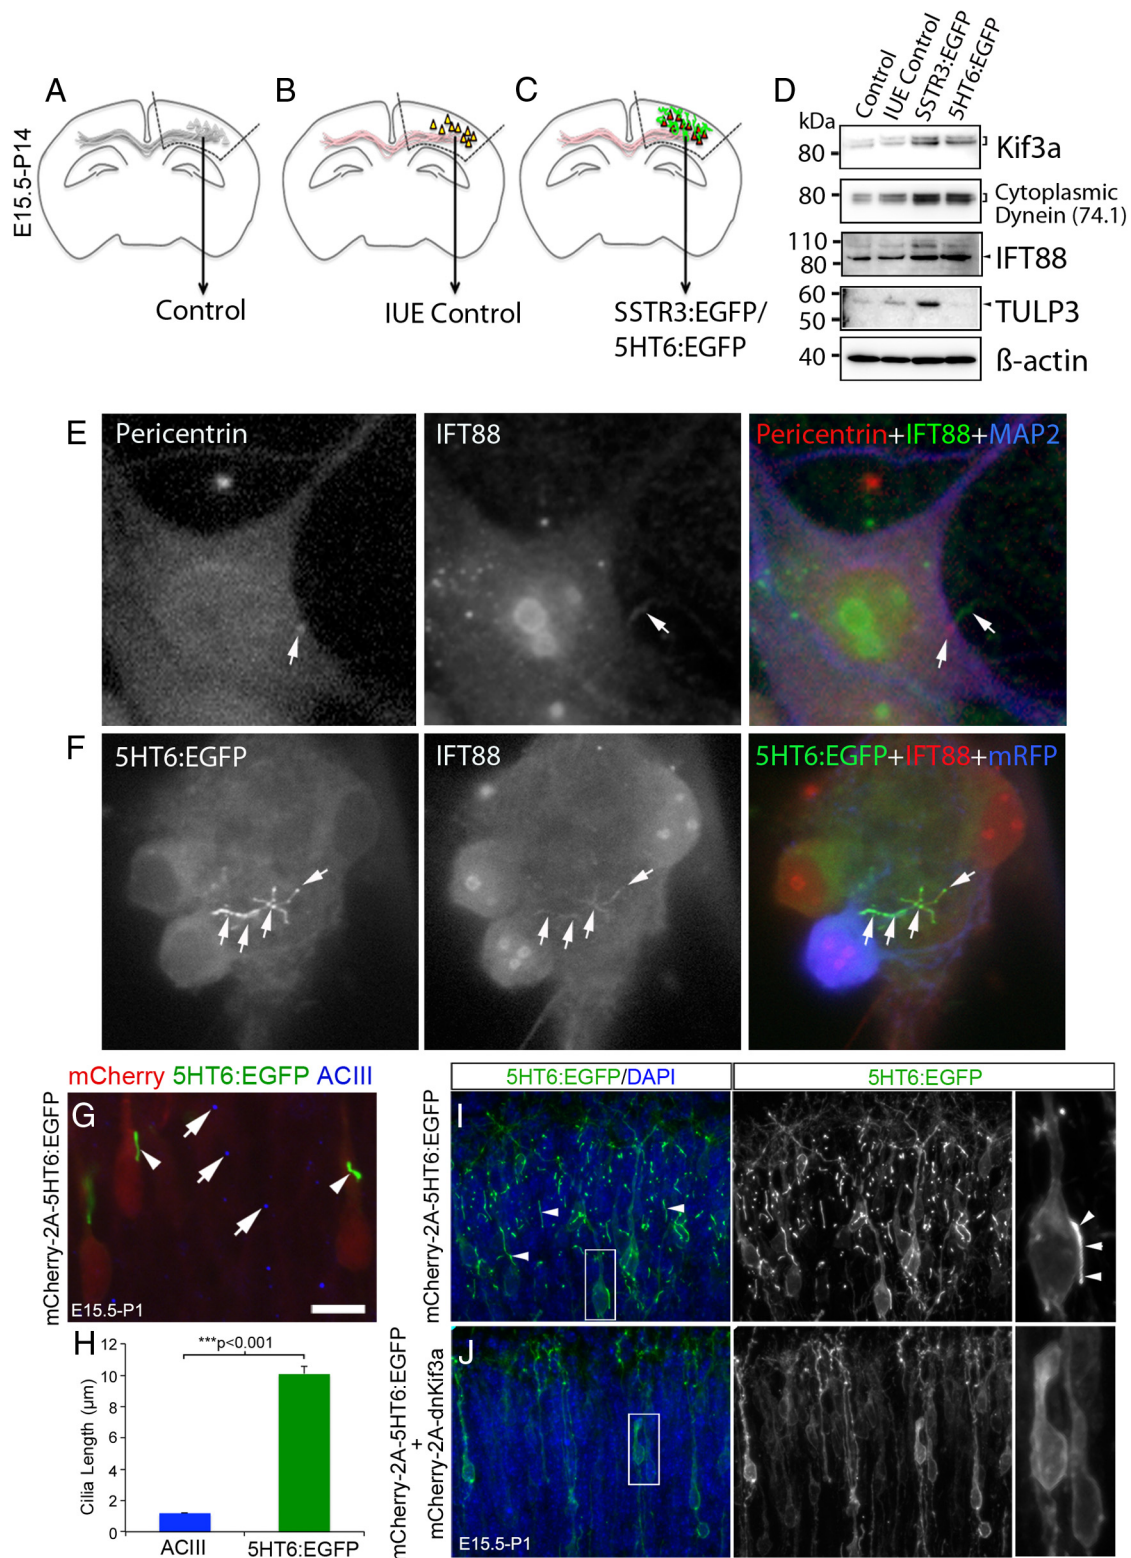 A
B
C
D
E15.5-P14
Control
IUE Control
SSTR3:EGFP/
5HT6:EGFP
Control
IUE Control
SSTR3:EGFP
5HT6:EGFP
kDa
80
Kif3a
80
Cytoplasmic
Dynein (74.1)
110
80
IFT88
60
50
TULP3
40
ß-actin
E
Pericentrin
IFT88
Pericentrin+IFT88+MAP2
F
5HT6:EGFP
IFT88
5HT6:EGFP+IFT88+mRFP
mCherry 5HT6:EGFP ACIII
G
mCherry-2A-5HT6:EGFP
E15.5-P1
H
***p<0.001
Cilia Length (µm)
12
10
8
6
4
2
0
ACIII
5HT6:EGFP
5HT6:EGFP/DAPI
5HT6:EGFP
I
mCherry-2A-5HT6:EGFP
J
mCherry-2A-5HT6:EGFP
+
mCherry-2A-dnKif3a
E15.5-P1